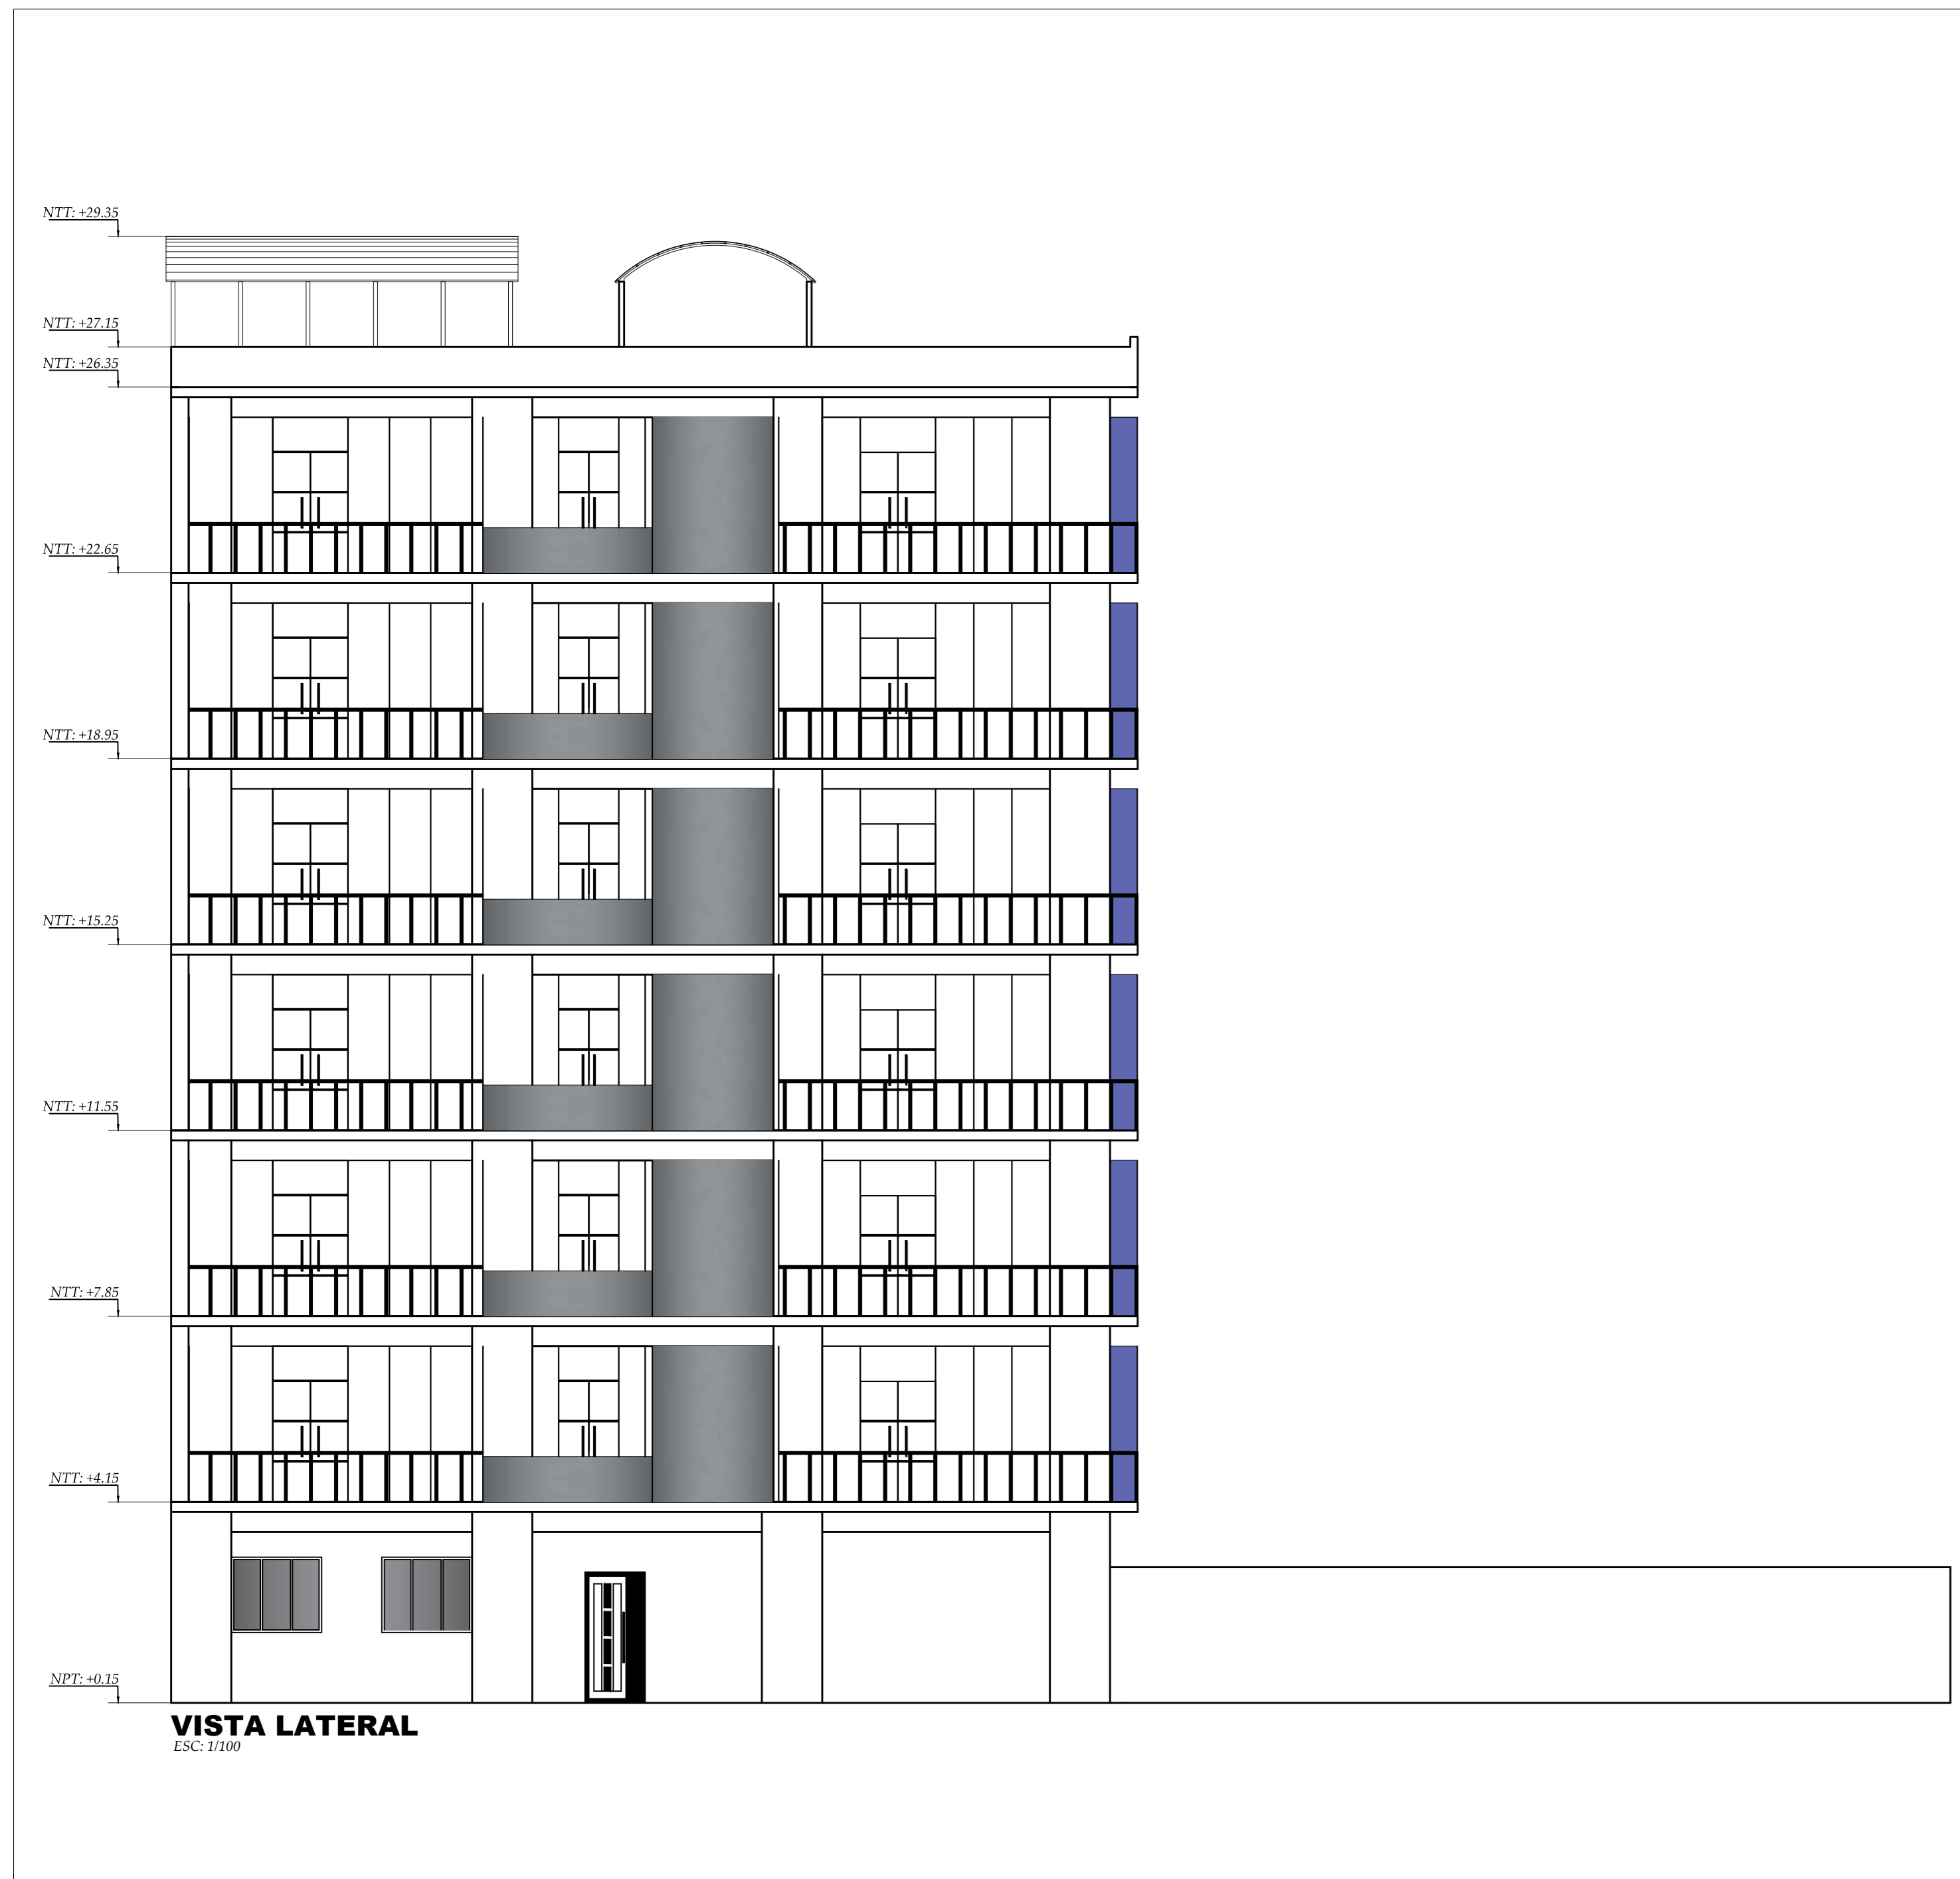 NTT: +29.35
NTT: +27.15
NTT: +26.35
NTT: +22.65
NTT: +18.95
NTT: +15.25
NTT: +11.55
NTT: +7.85
NTT: +4.15
NPT: +0.15
VISTA LATERAL
ESC: 1/100